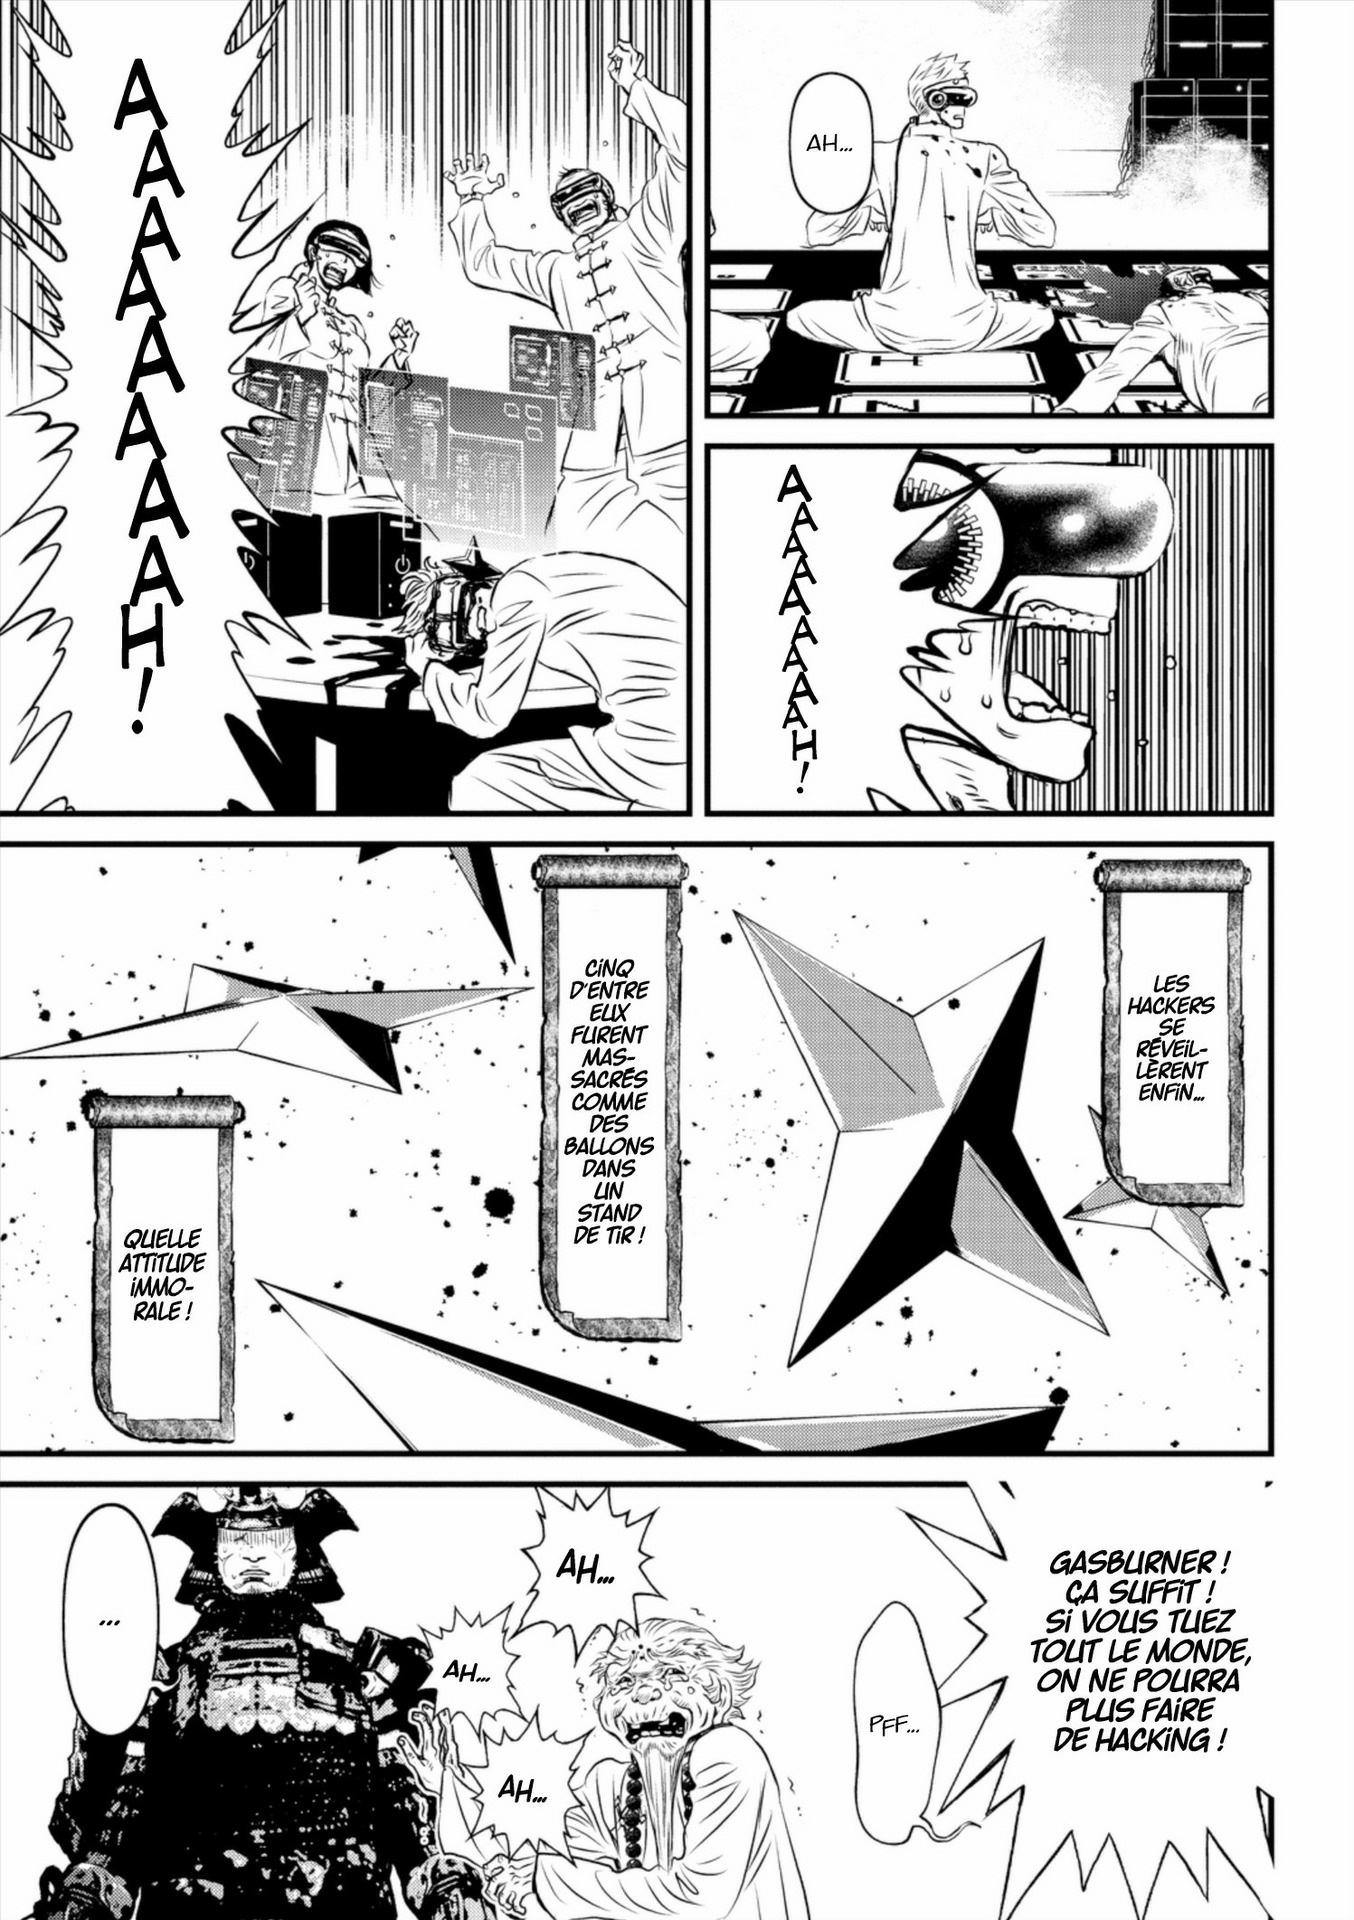 AH...
AAAAAAAAH!
AAAAAAAAH!
LES
HACKERS
SE
RÉVEIL-
LÈRENT
ENFIN...
CINQ
D'ENTRE
EUX
FURENT
MAS-
SACRÉS
COMME
DES
BALLONS
DANS
UN
STAND
DE TIR !
QUELLE
ATTITUDE
IMMO-
RALE !
GASBURNER !
ÇA SUFFIT !
SI VOUS TUEZ
TOUT LE MONDE,
ON NE POURRA
PLUS FAIRE
DE HACKING !
PFF...
AH...
AH...
AH...
...